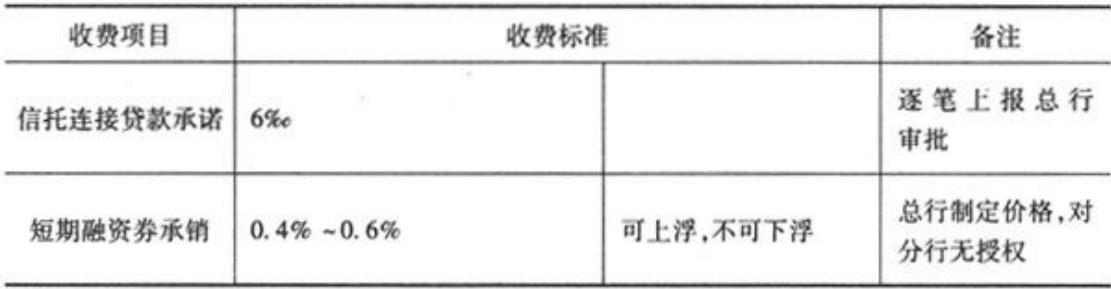 收费项目 收费标准 备注
信托连接贷款承诺 6‰ 逐笔上报总行
审批
短期融资券承销 0.4% ~0.6% 可上浮,不可下浮 总行制定价格,对
分行无授权